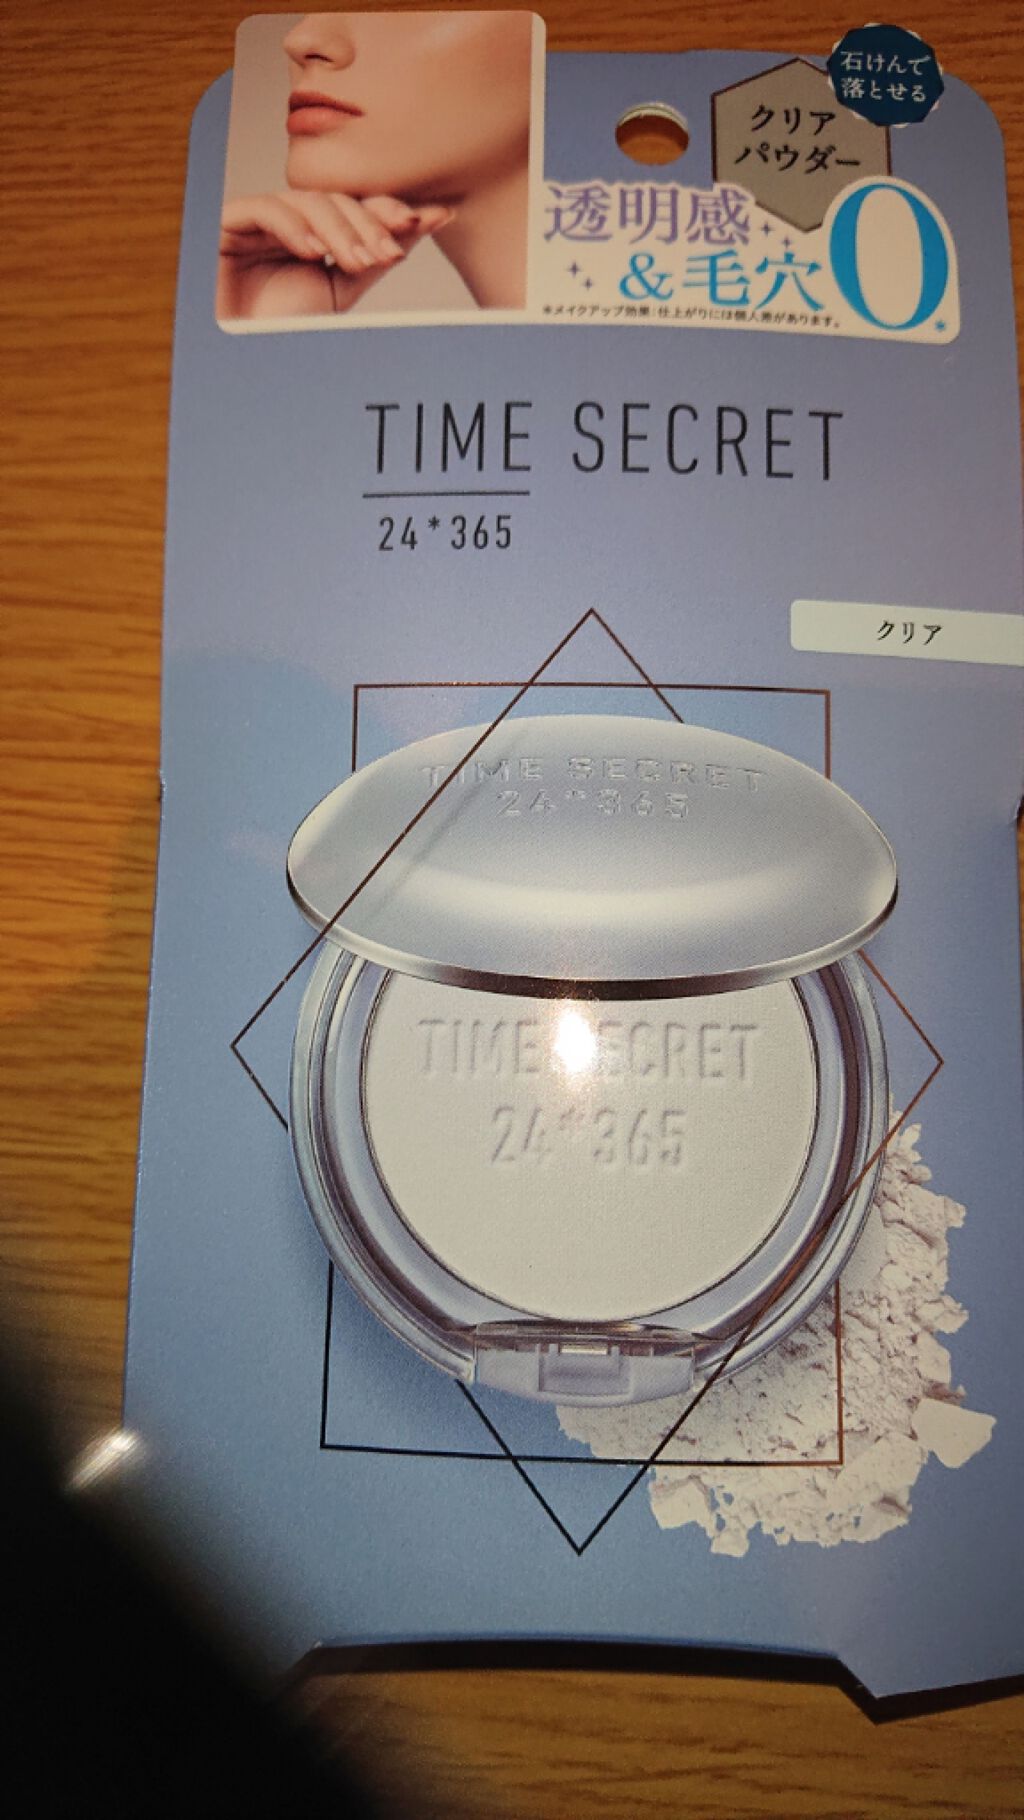 石けんで
落とせる
クリア
パウダー
透明感
&毛穴0*
*メイクアップ効果:仕上がりには個人差があります。
TIME SECRET
24*365
クリア
TIME SECRET
24*365
TIME SECRET
24*365